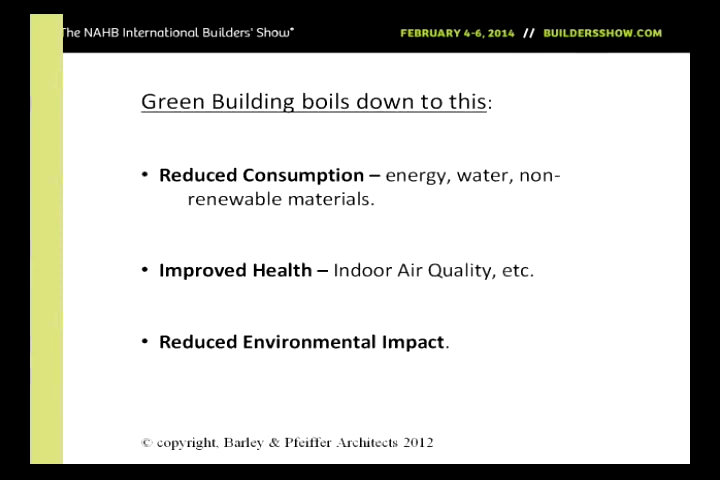 The NAHB International Builders' Show*
FEBRUARY 4-6, 2014 // BUILDERSSHOW.COM
Green Building boils down to this:
• Reduced Consumption – energy, water, non-
renewable materials.
• Improved Health – Indoor Air Quality, etc.
• Reduced Environmental Impact.
© copyright, Barley & Pfeiffer Architects 2012